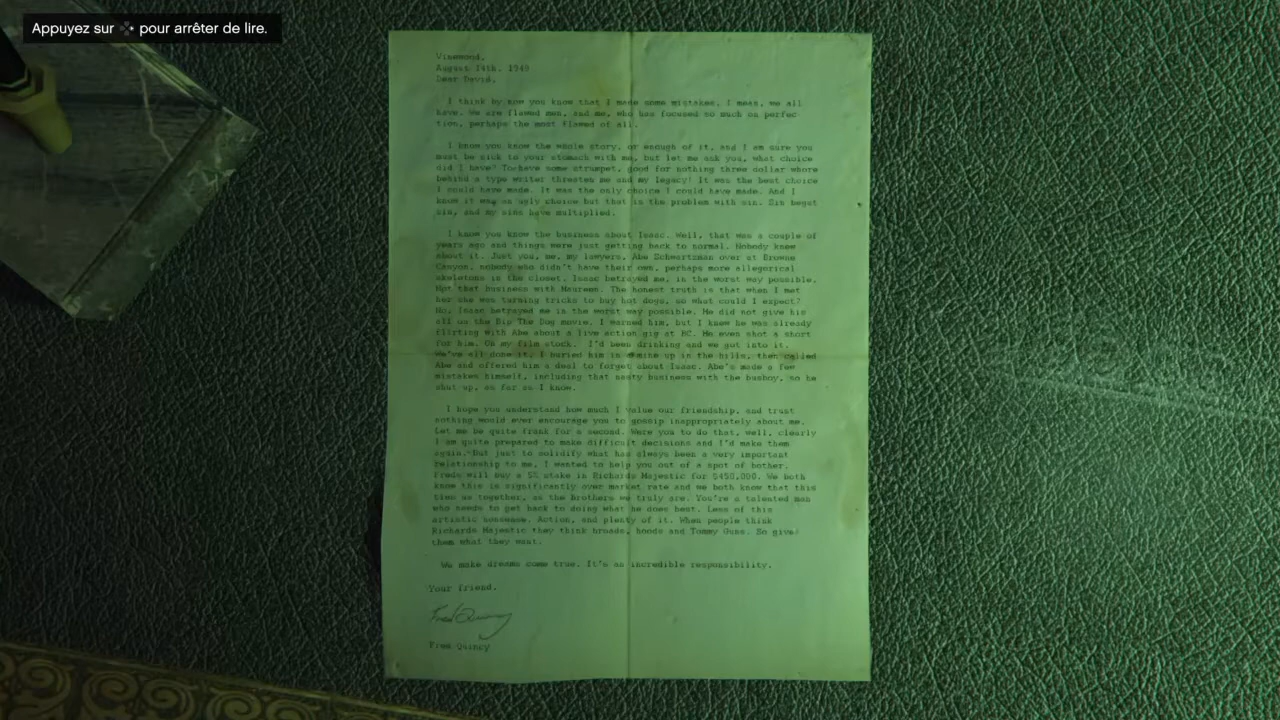 Appuyez sur pour arrêter de lire.
Vinewood,
August 14th. 1949
Dear David,
I think by now you know that I made some mistakes. I mean, we all
have. We are flawed men, and me, who has focused so much on perfec-
tion, perhaps the most flawed of all.
I know you know the whole story, or enough of it, and I am sure you
must be sick to your stomach with me, but let me ask you, what choice
did I have? To have some strumpet, good for nothing three dollar whore
behind a type writer threaten me and my legacy! It was the best choice
I could have made. It was the only choice I could have made. And I
know it was an ugly choice but that is the problem with sin. Sin beget
sin, and my sins have multiplied.
I know you know the business about Isaac. Well, that was a couple of
years ago and things were just getting back to normal. Nobody knew
about it. Just you, me, my lawyers, Abe Schwartzman over at Browne
Canyon, nobody who didn't have their own, perhaps more allegorical
skeletons in the closet. Isaac betrayed me, in the worst way possible.
Not that business with Maureen. The honest truth is that when I met
her she was turning tricks to buy hot dogs, so what could I expect?
No, Isaac betrayed me in the worst way possible. He did not give his
all on the Rip The Dog movie. I warned him, but I knew he was already
flirting with Abe about a live action gig at BC. He even shot a short
for him. On my film stock. I'd been drinking and we got into it.
We've all done it. I buried him in a mine up in the hills, then called
Abe and offered him a deal to forget about Isaac. Abe's made a few
mistakes himself, including that nasty business with the busboy, so he
shut up, as far as I know.
I hope you understand how much I value our friendship, and trust
nothing would ever encourage you to gossip inappropriately about me.
Let me be quite frank for a second. Were you to do that, well, clearly
I am quite prepared to make difficult decisions and I'd make them
again. But just to solidify what has always been a very important
relationship to me, I wanted to help you out of a spot of bother.
Freds will buy a 5% stake in Richards Majestic for $450,000. We both
know this is significantly over market rate and we both know that this
ties us together, as the brothers we truly are. You're a talented man
who needs to get back to doing what he does best. Less of this
artistic nonsense. Action, and plenty of it. When people think
Richards Majestic they think broads, hoods and Tommy Guns. So give
them what they want.
We make dreams come true. It's an incredible responsibility.
Your friend.
Fred Quincy
Fred Quincy